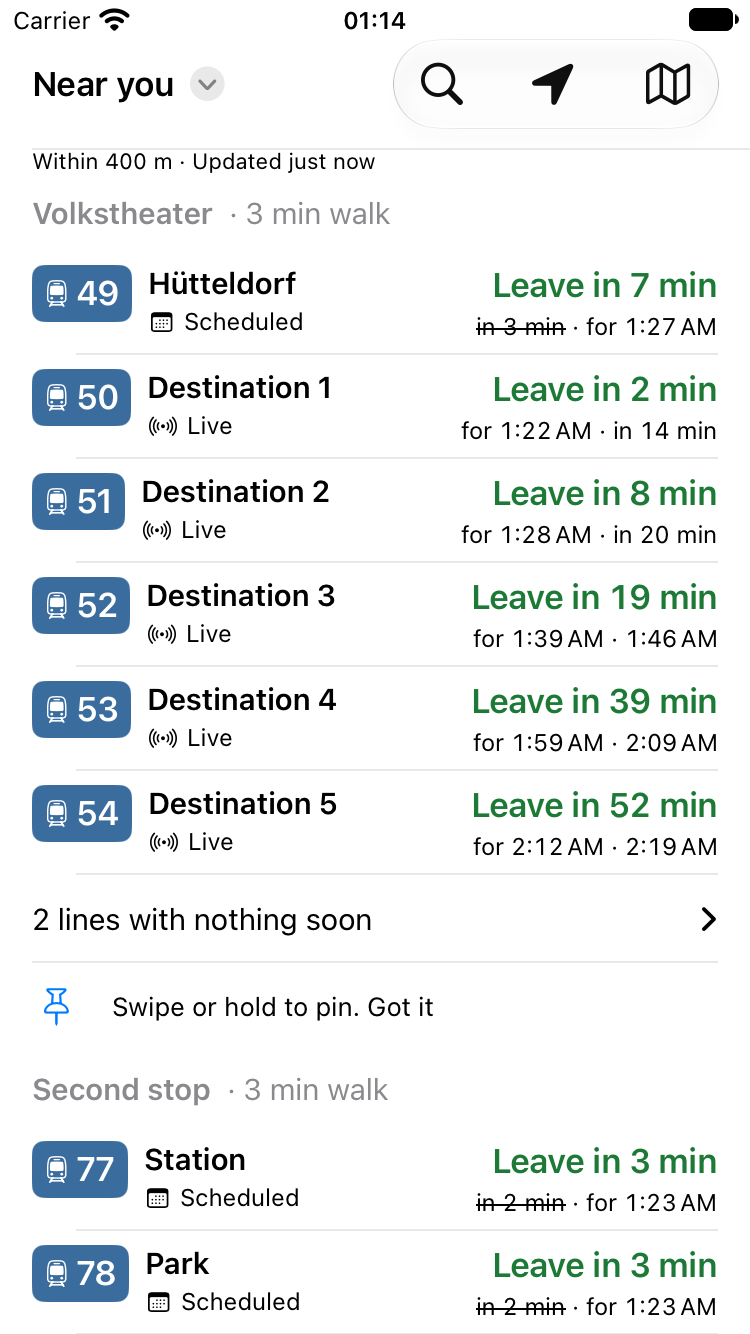 Carrier 01:14
Near you
Within 400 m · Updated just now
Volkstheater · 3 min walk
49 Hütteldorf Leave in 7 min
Scheduled in 3 min · for 1:27 AM
50 Destination 1 Leave in 2 min
Live for 1:22 AM · in 14 min
51 Destination 2 Leave in 8 min
Live for 1:28 AM · in 20 min
52 Destination 3 Leave in 19 min
Live for 1:39 AM · 1:46 AM
53 Destination 4 Leave in 39 min
Live for 1:59 AM · 2:09 AM
54 Destination 5 Leave in 52 min
Live for 2:12 AM · 2:19 AM
2 lines with nothing soon
Swipe or hold to pin. Got it
Second stop · 3 min walk
77 Station Leave in 3 min
Scheduled in 2 min · for 1:23 AM
78 Park Leave in 3 min
Scheduled in 2 min · for 1:23 AM